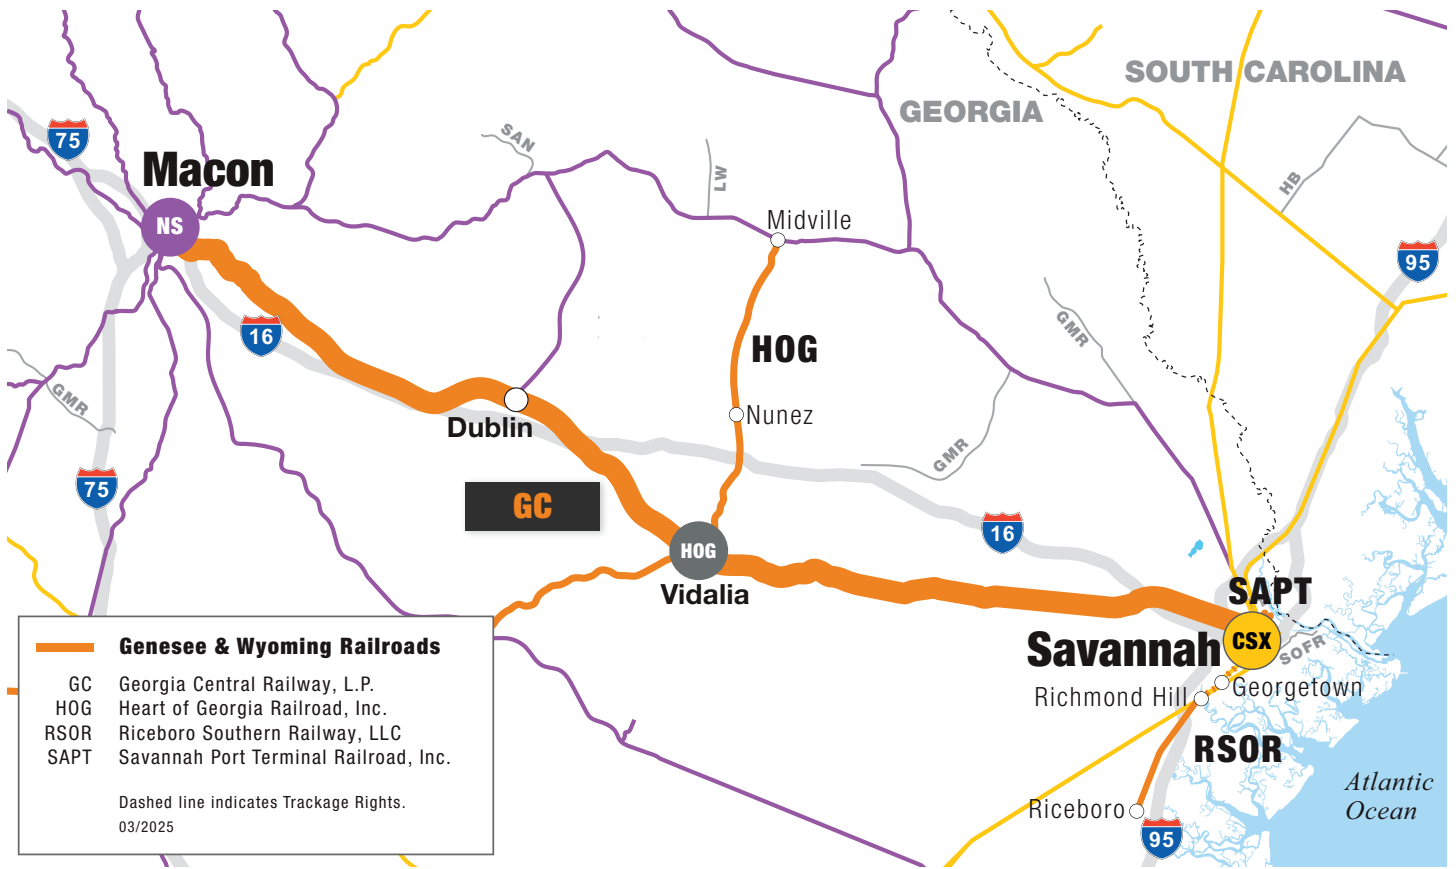 SOUTH CAROLINA
GEORGIA
75
SAN
Macon
LW
HB
NS
Midville
95
16
GMR
HOG
GMR
Dublin
Nunez
GMR
75
GC
16
HOG
Vidalia
SAPT
Savannah
CSX
SOFR
Richmond Hill
Georgetown
RSOR
Riceboro
95
Atlantic
Ocean
Genesee & Wyoming Railroads
GC Georgia Central Railway, L.P.
HOG Heart of Georgia Railroad, Inc.
RSOR Riceboro Southern Railway, LLC
SAPT Savannah Port Terminal Railroad, Inc.
Dashed line indicates Trackage Rights.
03/2025